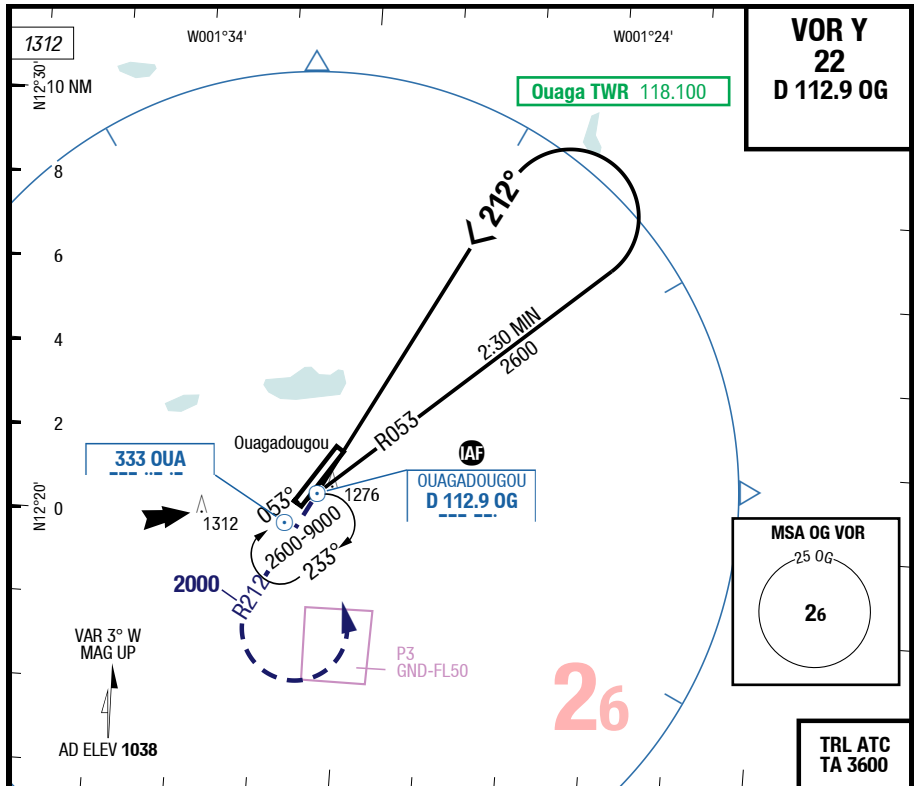 1312
W001°34'
W001°24'
VOR Y
22
D 112.9 OG
N12°30'
10 NM
Ouaga TWR 118.100
8
212°
6
4
2:30 MIN
2600
2
R053
Ouagadougou
IAF
333 OUA
OUAGADOUGOU
D 112.9 OG
N12°20'
0
053°
1276
1312
2600-9000
233°
MSA OG VOR
25 OG
26
2000
R212
VAR 3° W
MAG UP
P3
GND-FL50
26
AD ELEV 1038
TRL ATC
TA 3600